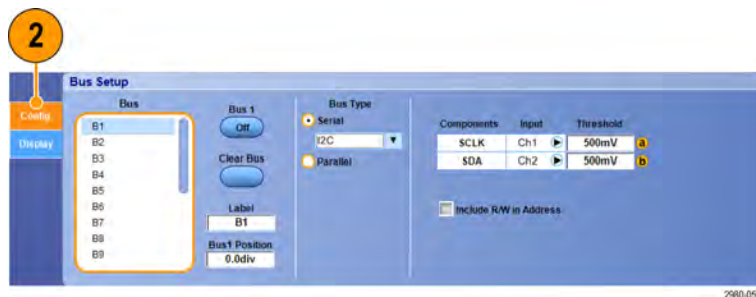 2
Bus Setup
Config
Display
Bus
B1
B2
B3
B4
B5
B6
B7
B8
B9
Bus 1
Off
Clear Bus
Label
B1
Bus1 Position
0.0div
Bus Type
Serial
I2C
Parallel
Components Input Threshold
SCLK Ch1 500mV a
SDA Ch2 500mV b
Include R/W in Address